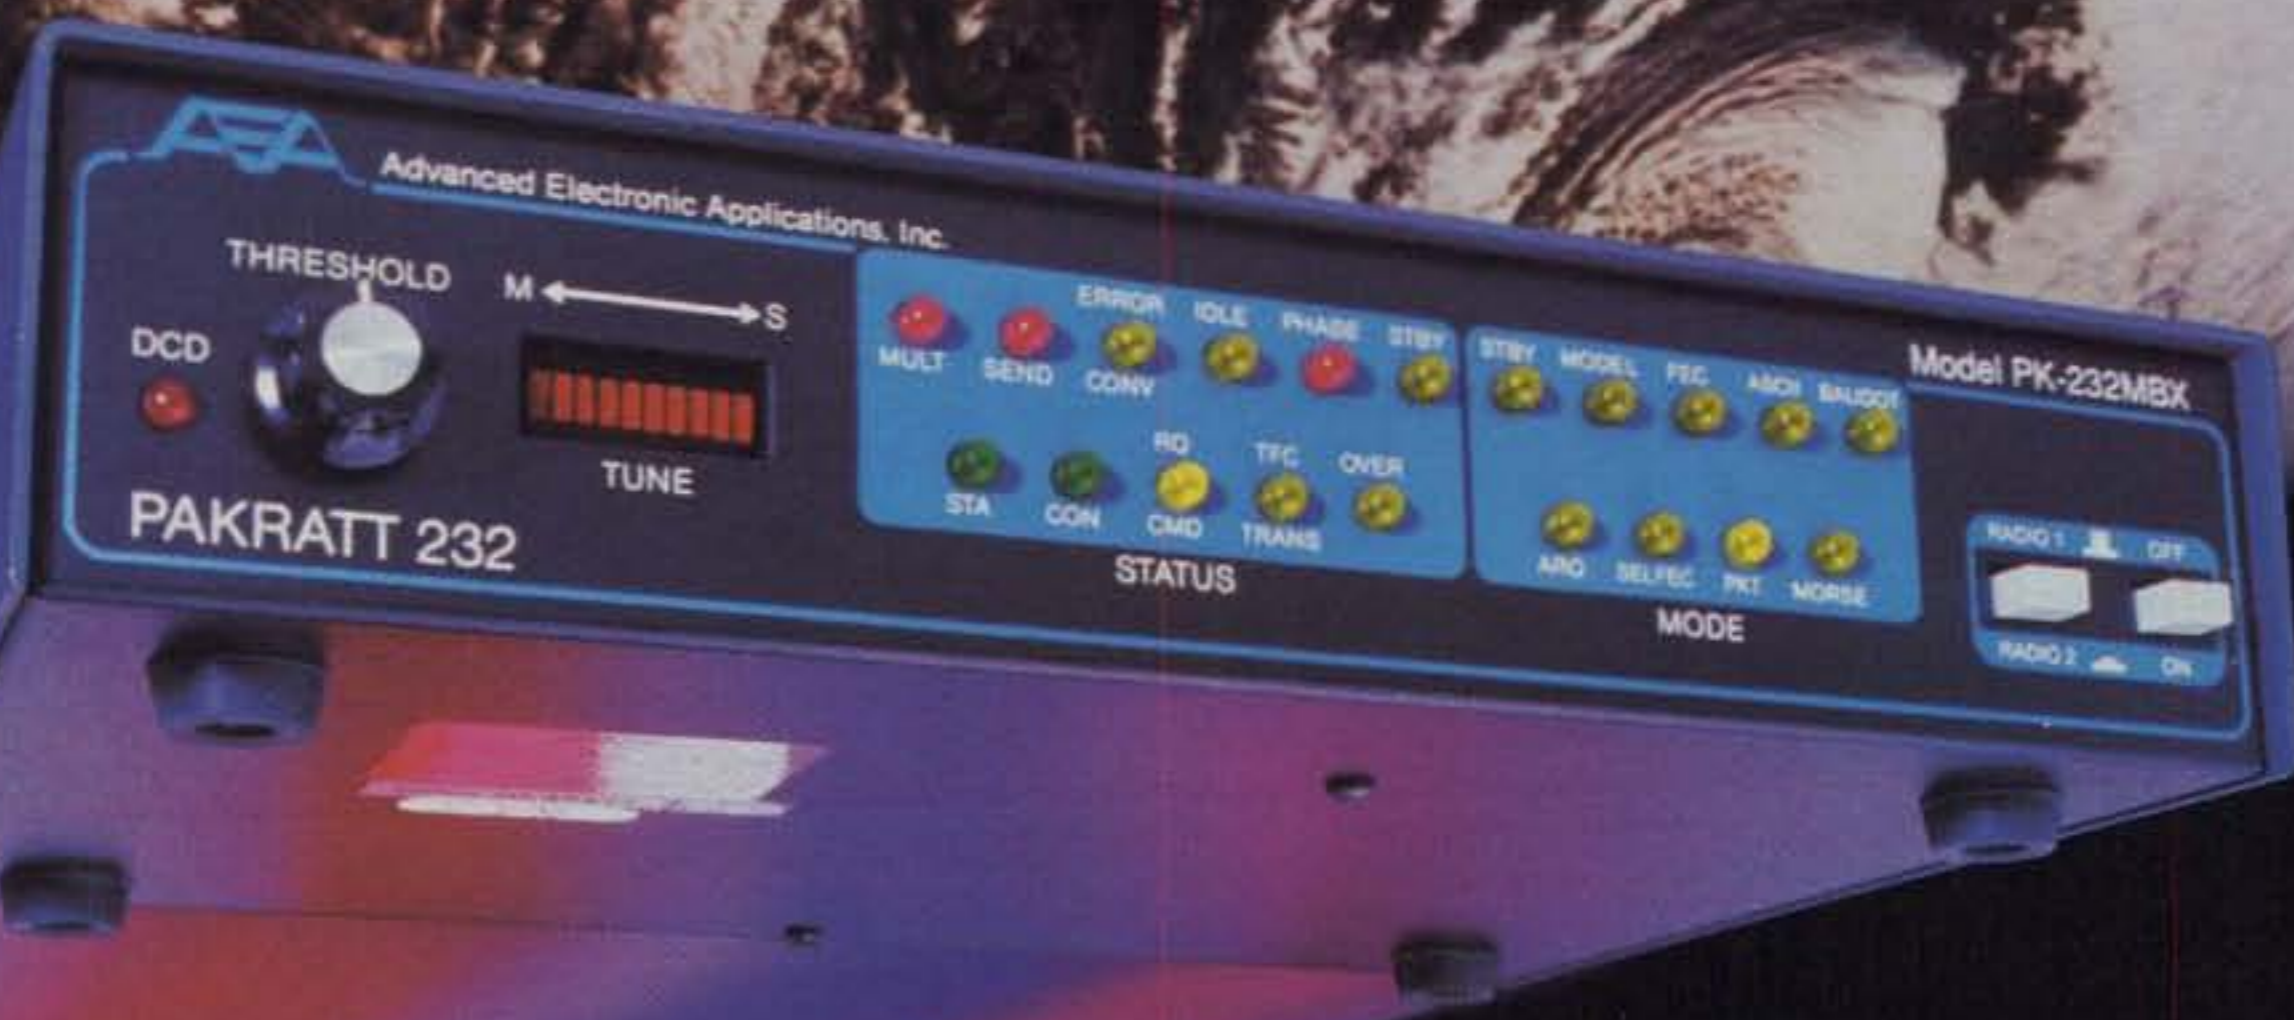 AEA
Advanced Electronic Applications, Inc.
THRESHOLD
M S
DCD
TUNE
PAKRATT 232
ERROR IDLE PHASE STBY
MULT SEND CONV
RQ TFC OVER
STA CON CMD TRANS
STATUS
STBY MODEL FEC ASCII BAUDOT
ARQ SELFEC PKT MORSE
MODE
Model PK-232MBX
RADIO 1 OFF
RADIO 2 ON